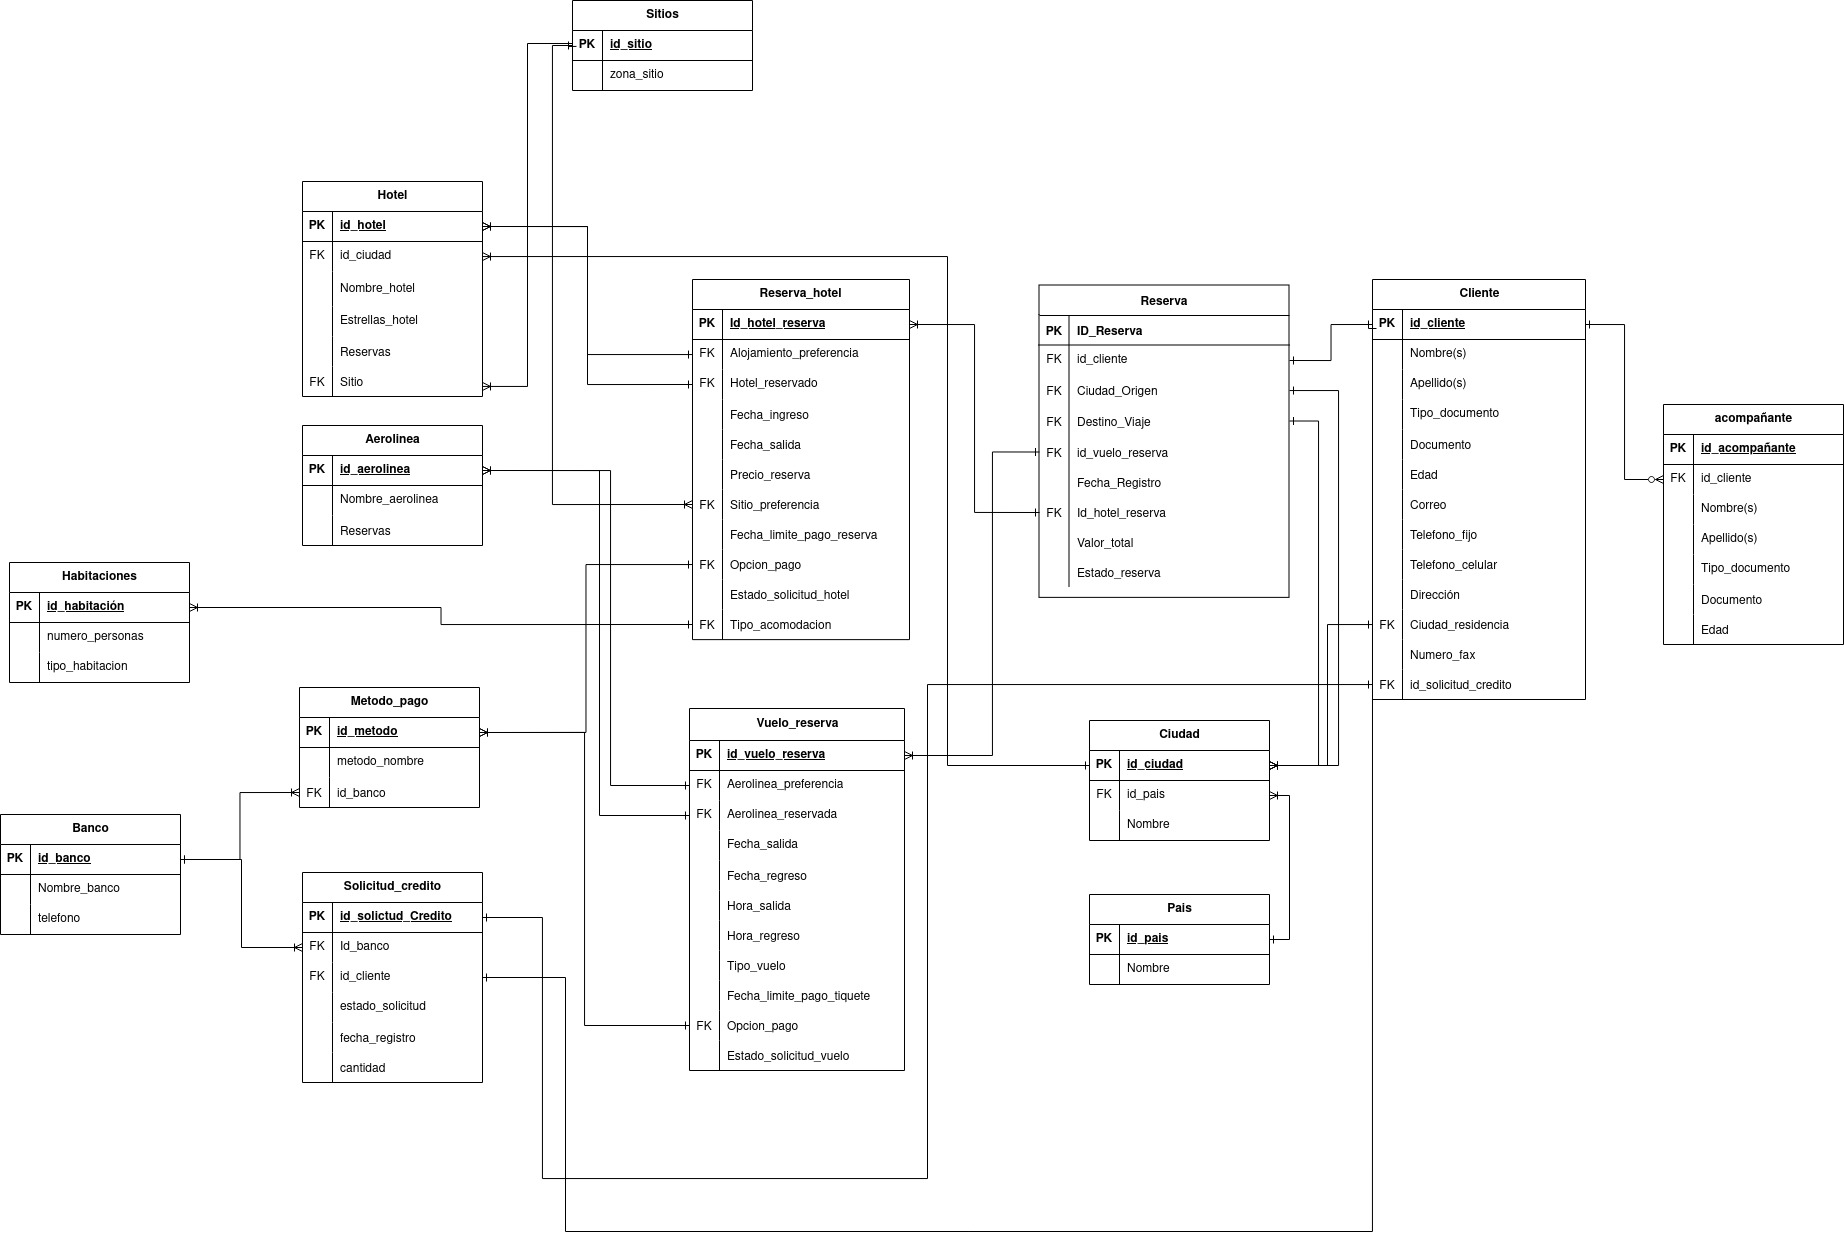 Sitios
PK id_sitio
zona_sitio
Hotel
PK id_hotel
FK id_ciudad
Nombre_hotel
Estrellas_hotel
Reservas
FK Sitio
Aerolinea
PK id_aerolinea
Nombre_aerolinea
Reservas
Habitaciones
PK id_habitación
numero_personas
tipo_habitacion
Metodo_pago
PK id_metodo
metodo_nombre
FK id_banco
Banco
PK id_banco
Nombre_banco
telefono
Solicitud_credito
PK id_solictud_Credito
FK Id_banco
FK id_cliente
estado_solicitud
fecha_registro
cantidad
Reserva_hotel
PK Id_hotel_reserva
FK Alojamiento_preferencia
FK Hotel_reservado
Fecha_ingreso
Fecha_salida
Precio_reserva
FK Sitio_preferencia
Fecha_limite_pago_reserva
FK Opcion_pago
Estado_solicitud_hotel
FK Tipo_acomodacion
Vuelo_reserva
PK id_vuelo_reserva
FK Aerolinea_preferencia
FK Aerolinea_reservada
Fecha_salida
Fecha_regreso
Hora_salida
Hora_regreso
Tipo_vuelo
Fecha_limite_pago_tiquete
FK Opcion_pago
Estado_solicitud_vuelo
Reserva
PK ID_Reserva
FK id_cliente
FK Ciudad_Origen
FK Destino_Viaje
FK id_vuelo_reserva
Fecha_Registro
FK Id_hotel_reserva
Valor_total
Estado_reserva
Ciudad
PK id_ciudad
FK id_pais
Nombre
Pais
PK id_pais
Nombre
Cliente
PK id_cliente
Nombre(s)
Apellido(s)
Tipo_documento
Documento
Edad
Correo
Telefono_fijo
Telefono_celular
Dirección
FK Ciudad_residencia
Numero_fax
FK id_solicitud_credito
acompañante
PK id_acompañante
FK id_cliente
Nombre(s)
Apellido(s)
Tipo_documento
Documento
Edad